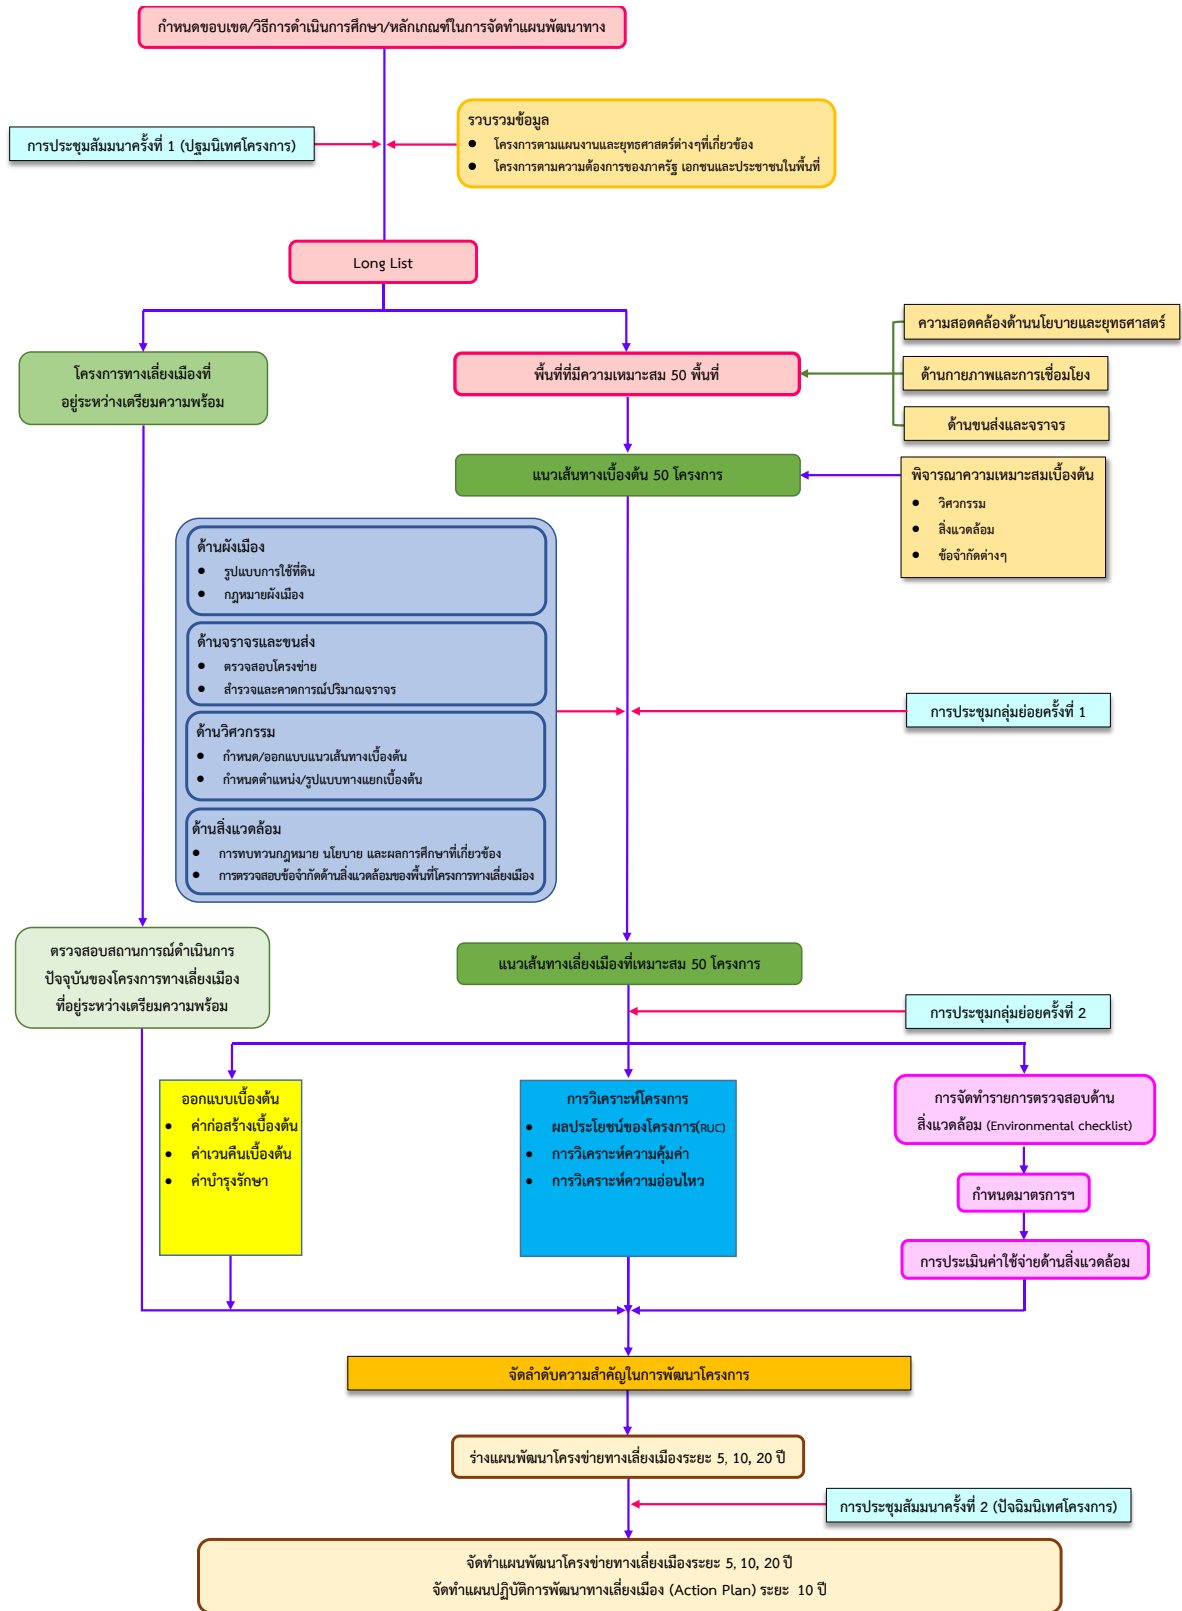 กำหนดขอบเขต/วิธีการดำเนินการศึกษา/หลักเกณฑ์ในการจัดทำแผนพัฒนาทาง
รวบรวมข้อมูล
● โครงการตามแผนงานและยุทธศาสตร์ต่างๆที่เกี่ยวข้อง
● โครงการตามความต้องการของภาครัฐ เอกชนและประชาชนในพื้นที่
การประชุมสัมมนาครั้งที่ 1 (ปฐมนิเทศโครงการ)
Long List
โครงการทางเลี่ยงเมืองที่
อยู่ระหว่างเตรียมความพร้อม
พื้นที่ที่มีความเหมาะสม 50 พื้นที่
ความสอดคล้องด้านนโยบายและยุทธศาสตร์
ด้านกายภาพและการเชื่อมโยง
ด้านขนส่งและจราจร
แนวเส้นทางเบื้องต้น 50 โครงการ
พิจารณาความเหมาะสมเบื้องต้น
● วิศวกรรม
● สิ่งแวดล้อม
● ข้อจำกัดต่างๆ
ด้านผังเมือง
● รูปแบบการใช้ที่ดิน
● กฎหมายผังเมือง
ด้านจราจรและขนส่ง
● ตรวจสอบโครงข่าย
● สำรวจและคาดการณ์ปริมาณจราจร
ด้านวิศวกรรม
● กำหนด/ออกแบบแนวเส้นทางเบื้องต้น
● กำหนดตำแหน่ง/รูปแบบทางแยกเบื้องต้น
ด้านสิ่งแวดล้อม
● การทบทวนกฎหมาย นโยบาย และผลการศึกษาที่เกี่ยวข้อง
● การตรวจสอบข้อจำกัดด้านสิ่งแวดล้อมของพื้นที่โครงการทางเลี่ยงเมือง
การประชุมกลุ่มย่อยครั้งที่ 1
ตรวจสอบสถานการณ์ดำเนินการ
ปัจจุบันของโครงการทางเลี่ยงเมือง
ที่อยู่ระหว่างเตรียมความพร้อม
แนวเส้นทางเลี่ยงเมืองที่เหมาะสม 50 โครงการ
การประชุมกลุ่มย่อยครั้งที่ 2
ออกแบบเบื้องต้น
● ค่าก่อสร้างเบื้องต้น
● ค่าเวนคืนเบื้องต้น
● ค่าบำรุงรักษา
การวิเคราะห์โครงการ
● ผลประโยชน์ของโครงการ(RUC)
● การวิเคราะห์ความคุ้มค่า
● การวิเคราะห์ความอ่อนไหว
การจัดทำรายการตรวจสอบด้าน
สิ่งแวดล้อม (Environmental checklist)
กำหนดมาตรการฯ
การประเมินค่าใช้จ่ายด้านสิ่งแวดล้อม
จัดลำดับความสำคัญในการพัฒนาโครงการ
ร่างแผนพัฒนาโครงข่ายทางเลี่ยงเมืองระยะ 5, 10, 20 ปี
การประชุมสัมมนาครั้งที่ 2 (ปัจฉิมนิเทศโครงการ)
จัดทำแผนพัฒนาโครงข่ายทางเลี่ยงเมืองระยะ 5, 10, 20 ปี
จัดทำแผนปฏิบัติการพัฒนาทางเลี่ยงเมือง (Action Plan) ระยะ 10 ปี